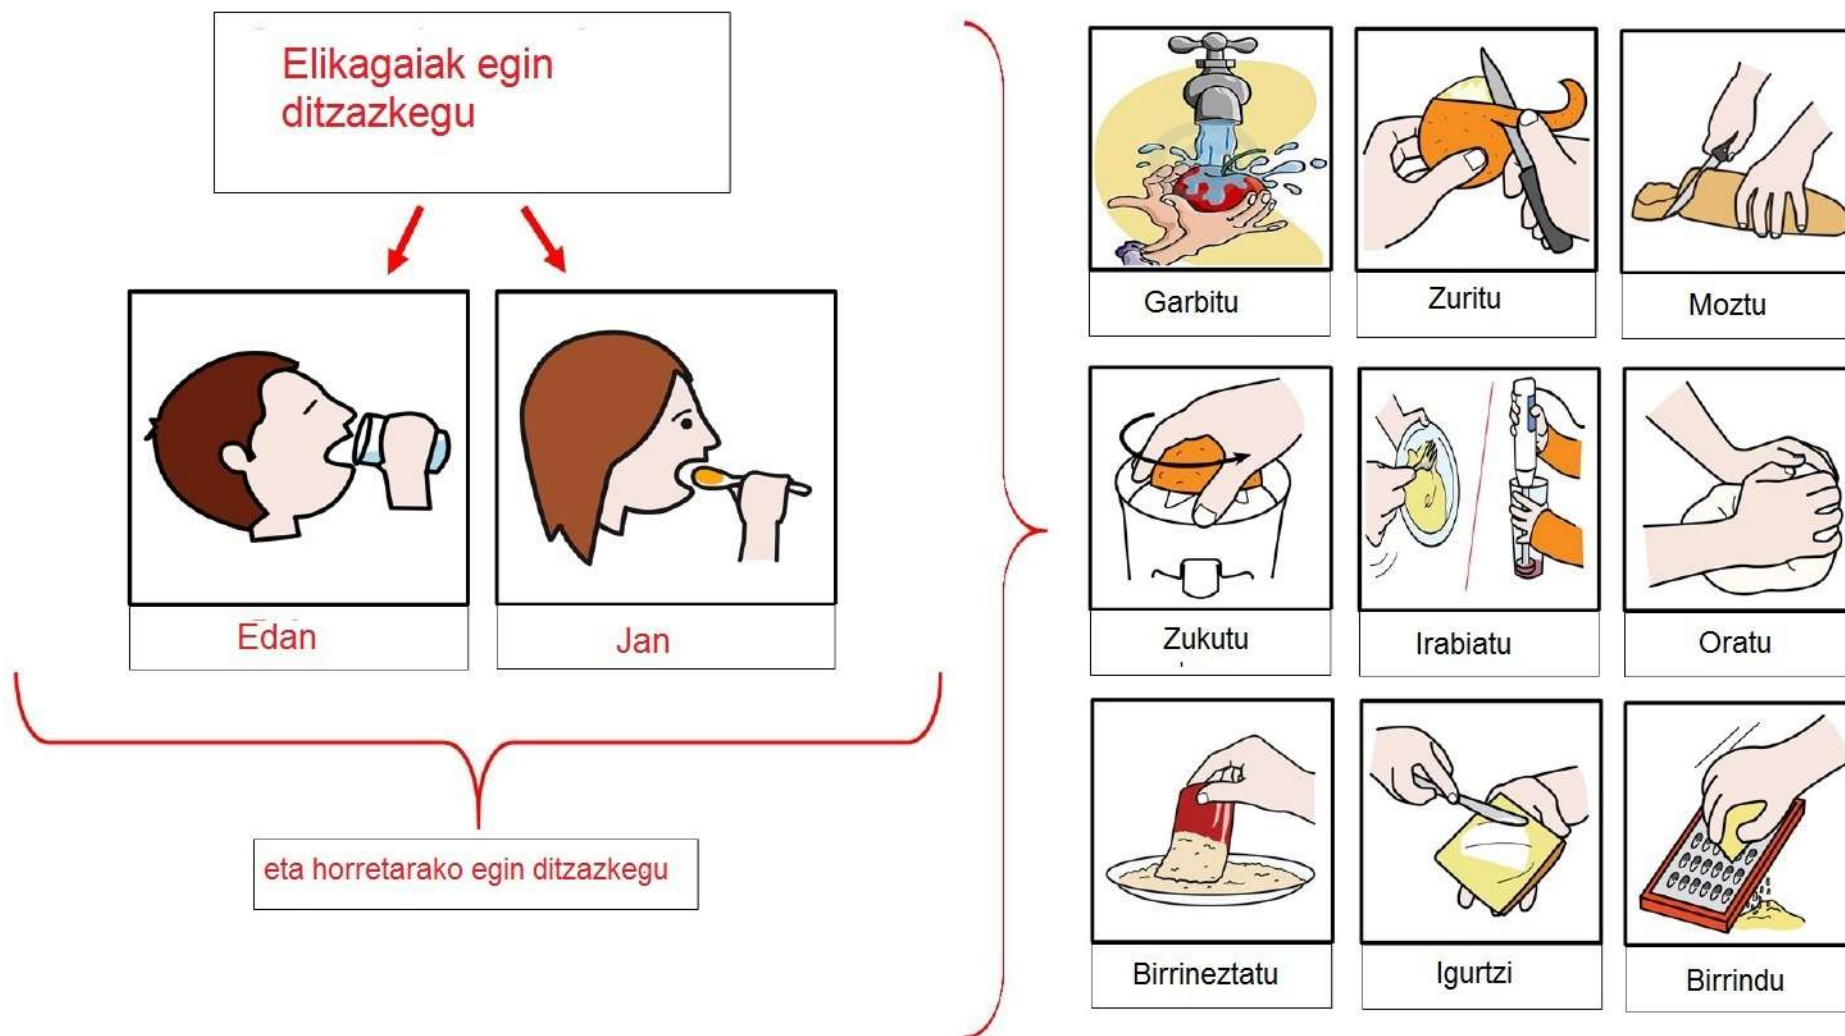 Elikagaiak egin
ditzazkegu
Edan
Jan
eta horretarako egin ditzazkegu
Garbitu
Zuritu
Moztu
Zukutu
Irabiatu
Oratu
Birrineztatu
Igurtzi
Birrindu